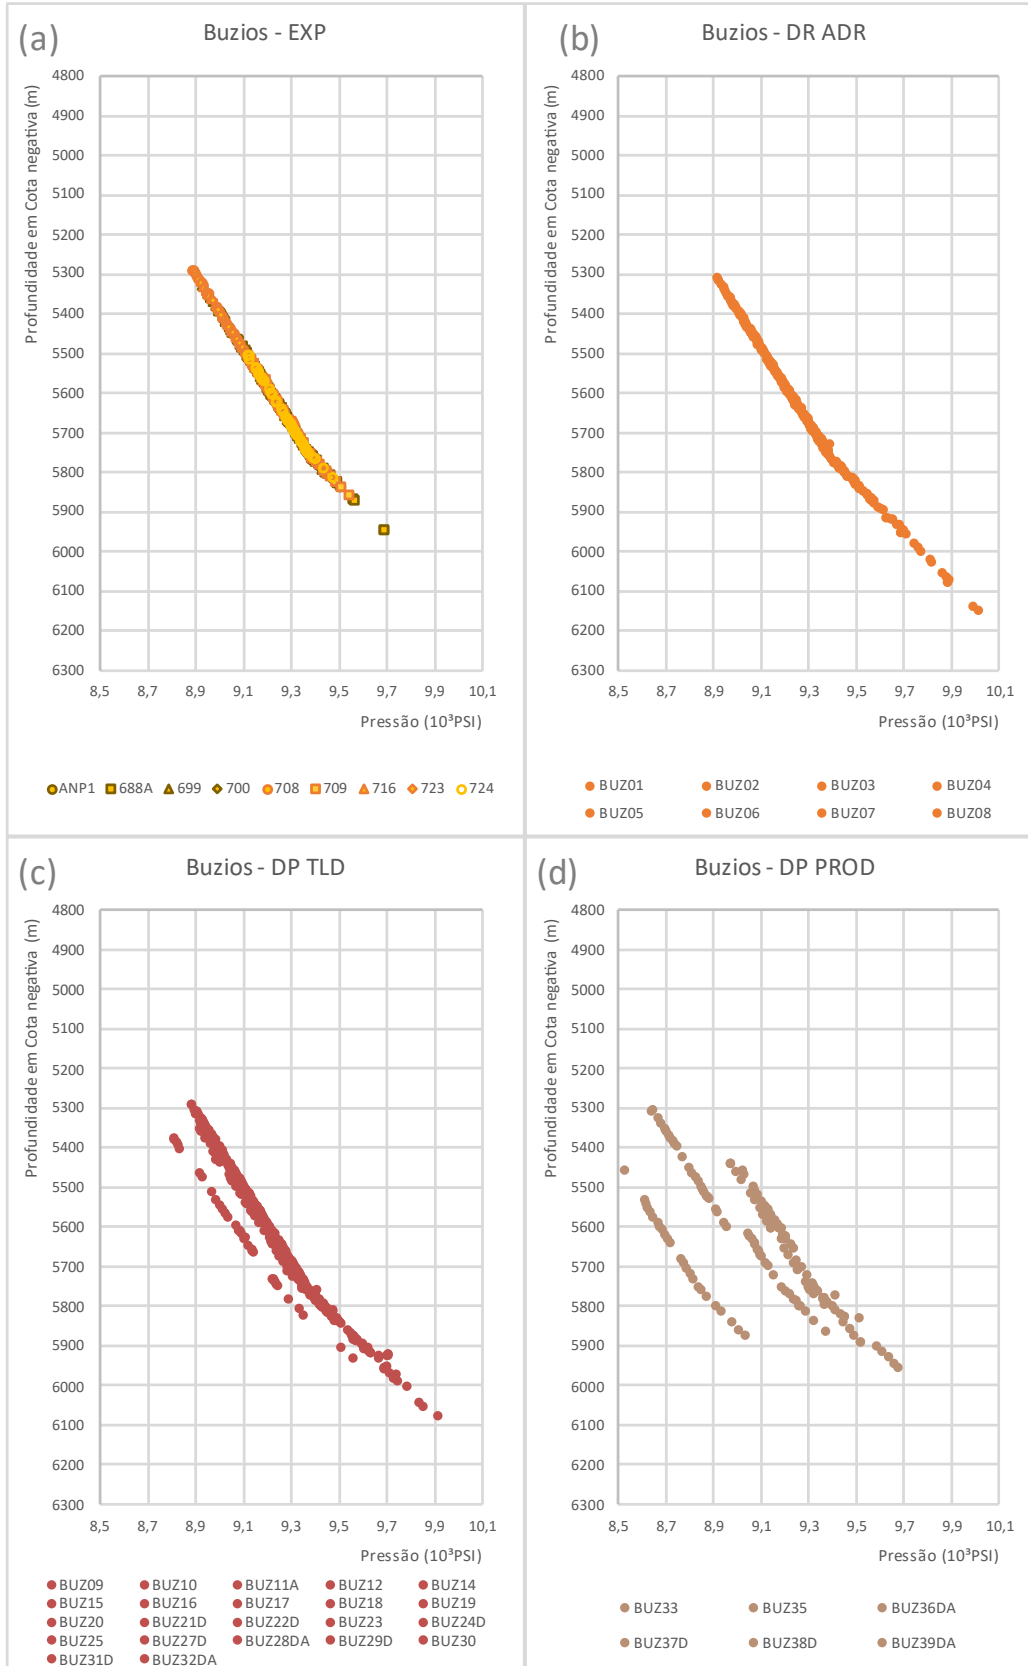 (a)
Buzios - EXP
Profundidade em Cota negativa (m)
4800
4900
5000
5100
5200
5300
5400
5500
5600
5700
5800
5900
6000
6100
6200
6300
8,5 8,7 8,9 9,1 9,3 9,5 9,7 9,9 10,1
Pressão (10³PSI)
ANP1 688A 699 700 708 709 716 723 724
(b)
Buzios - DR ADR
Profundidade em Cota negativa (m)
4800
4900
5000
5100
5200
5300
5400
5500
5600
5700
5800
5900
6000
6100
6200
6300
8,5 8,7 8,9 9,1 9,3 9,5 9,7 9,9 10,1
Pressão (10³PSI)
BUZ01 BUZ02 BUZ03 BUZ04
BUZ05 BUZ06 BUZ07 BUZ08
(c)
Buzios - DP TLD
Profundidade em Cota negativa (m)
4800
4900
5000
5100
5200
5300
5400
5500
5600
5700
5800
5900
6000
6100
6200
6300
8,5 8,7 8,9 9,1 9,3 9,5 9,7 9,9 10,1
Pressão (10³PSI)
BUZ09 BUZ10 BUZ11A BUZ12 BUZ14
BUZ15 BUZ16 BUZ17 BUZ18 BUZ19
BUZ20 BUZ21D BUZ22D BUZ23 BUZ24D
BUZ25 BUZ27D BUZ28DA BUZ29D BUZ30
BUZ31D BUZ32DA
(d)
Buzios - DP PROD
Profundidade em Cota negativa (m)
4800
4900
5000
5100
5200
5300
5400
5500
5600
5700
5800
5900
6000
6100
6200
6300
8,5 8,7 8,9 9,1 9,3 9,5 9,7 9,9 10,1
Pressão (10³PSI)
BUZ33 BUZ35 BUZ36DA
BUZ37D BUZ38D BUZ39DA